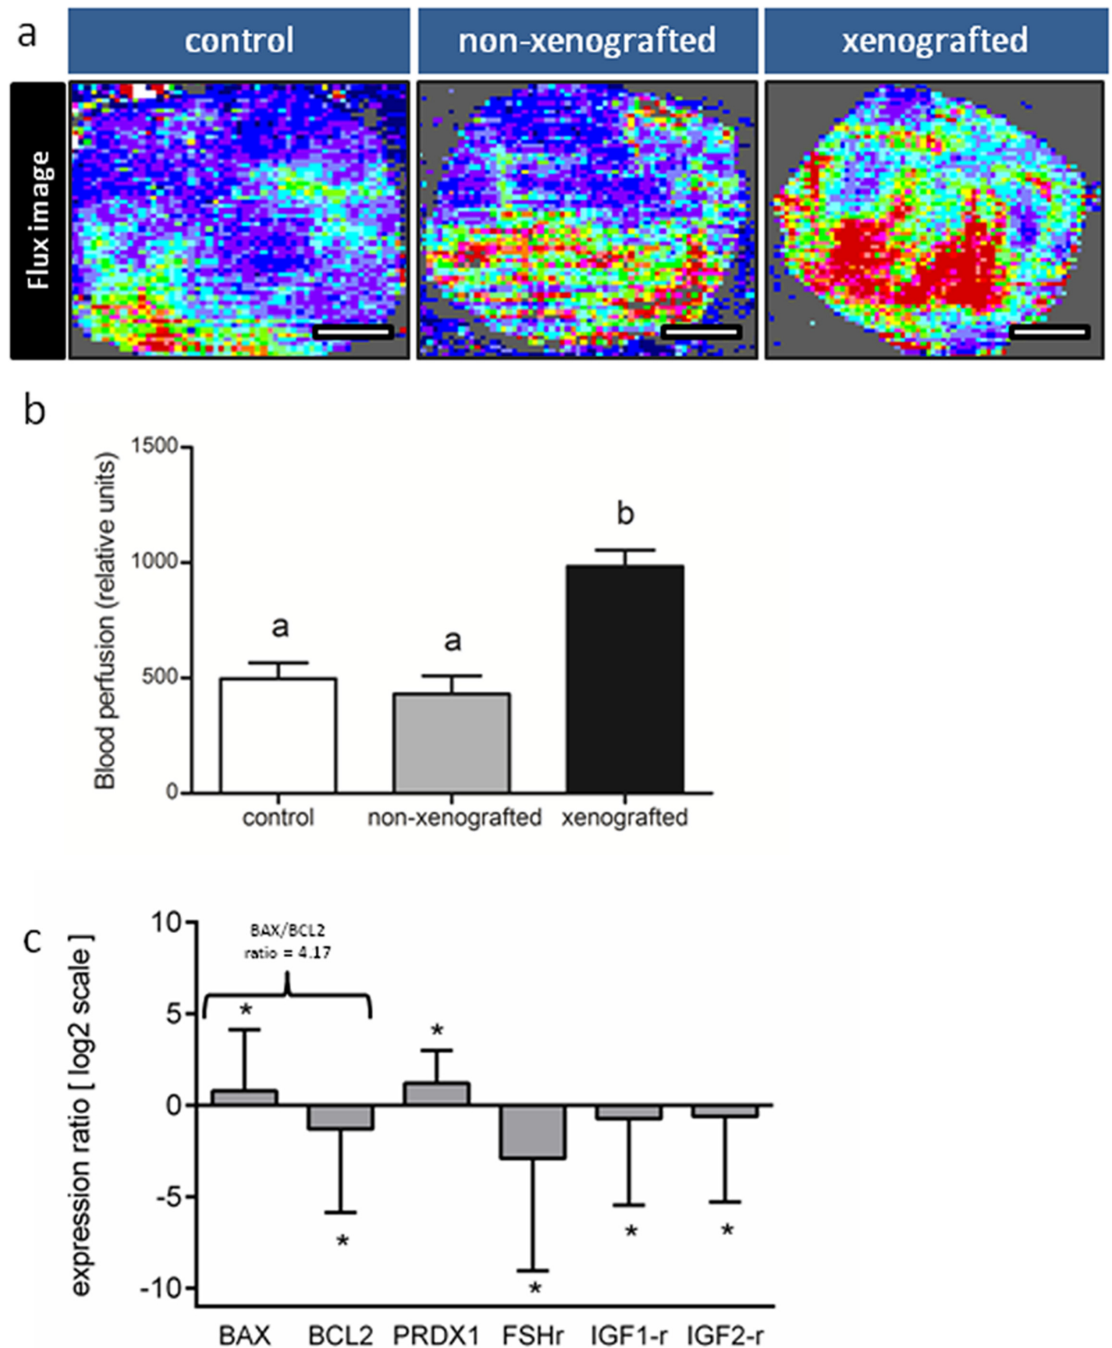 a
control
non-xenografted
xenografted
Flux image
b
Blood perfusion (relative units)
1500
1000
500
0
a
a
b
control
non-xenografted
xenografted
c
expression ratio [ log2 scale ]
10
5
0
-5
-10
BAX/BCL2
ratio = 4.17
*
*
*
*
*
*
BAX
BCL2
PRDX1
FSHr
IGF1-r
IGF2-r